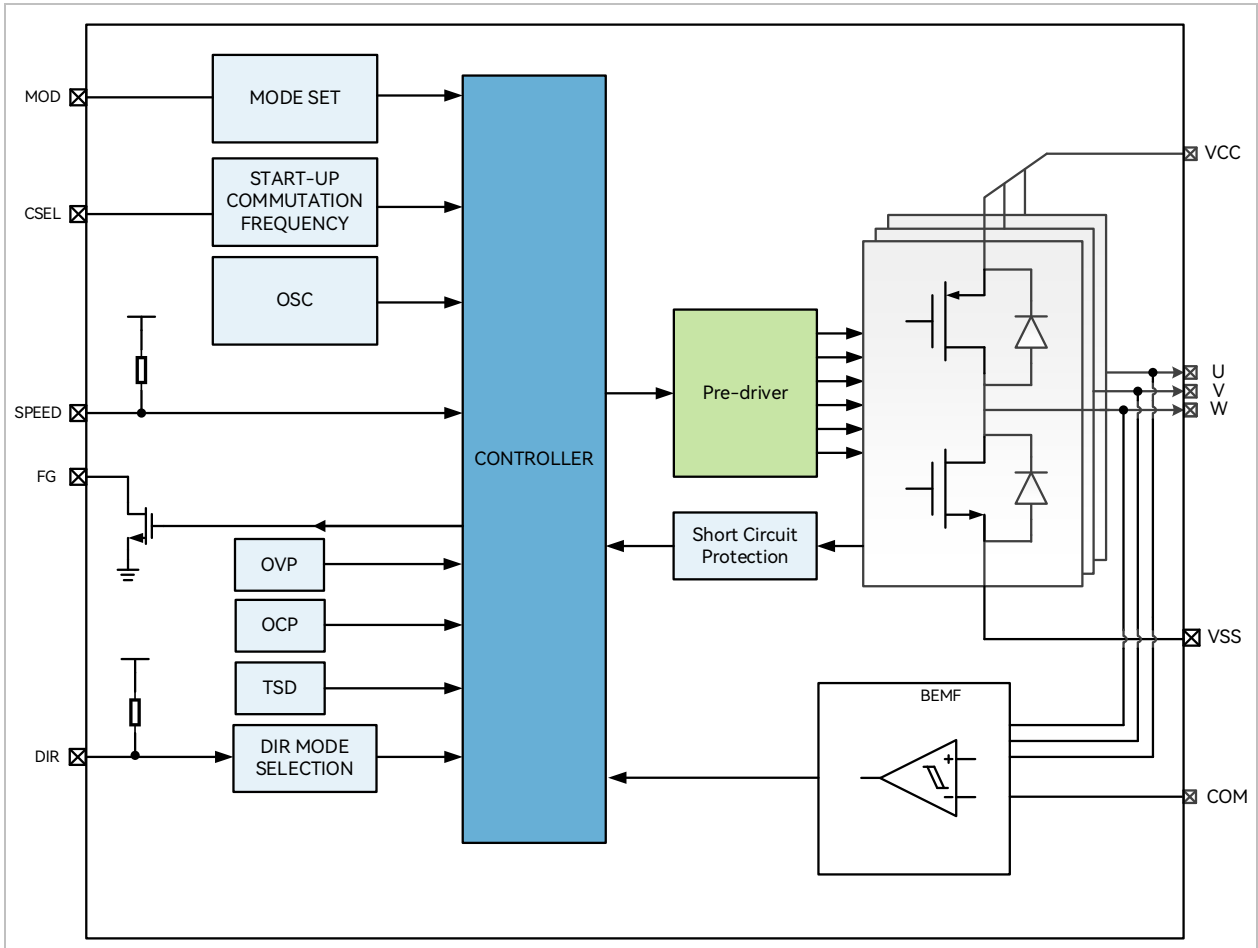 MOD
MODE SET
VCC
START-UP
COMMUTATION
FREQUENCY
CSEL
OSC
U
V
W
Pre-driver
SPEED
CONTROLLER
FG
Short Circuit
Protection
OVP
OCP
VSS
TSD
BEMF
DIR
DIR MODE
SELECTION
+
-
COM